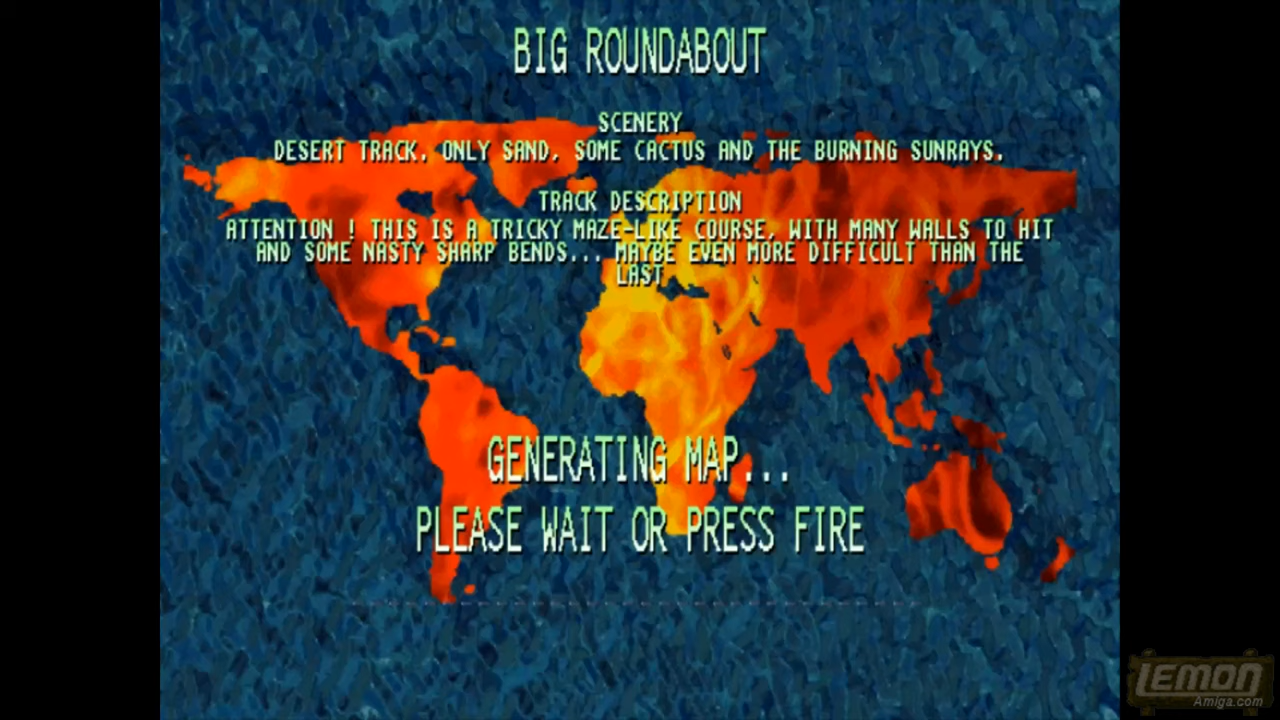 BIG ROUNDABOUT
SCENERY
DESERT TRACK. ONLY SAND, SOME CACTUS AND THE BURNING SUNRAYS.
TRACK DESCRIPTION
ATTENTION ! THIS IS A TRICKY MAZE-LIKE COURSE, WITH MANY WALLS TO HIT
AND SOME NASTY SHARP BENDS... MAYBE EVEN MORE DIFFICULT THAN THE
LAST
GENERATING MAP...
PLEASE WAIT OR PRESS FIRE
LEMON
Amiga.com